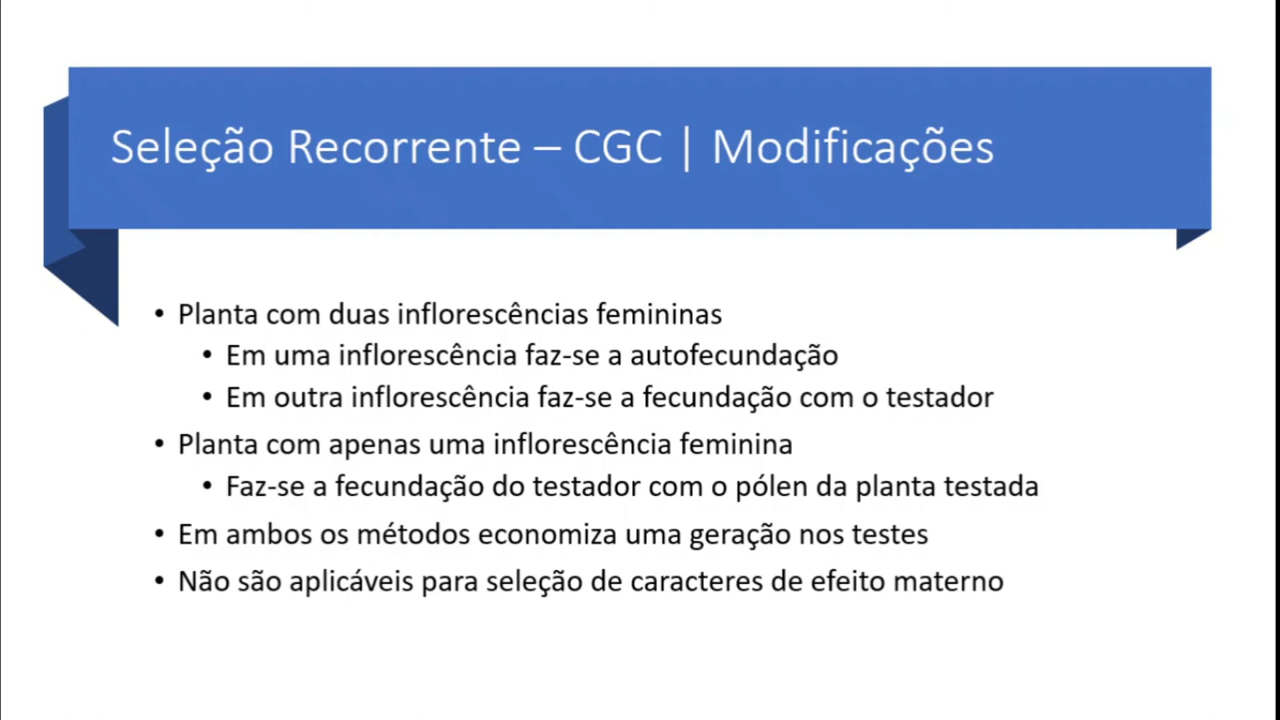 Seleção Recorrente – CGC | Modificações
• Planta com duas inflorescências femininas
• Em uma inflorescência faz-se a autofecundação
• Em outra inflorescência faz-se a fecundação com o testador
• Planta com apenas uma inflorescência feminina
• Faz-se a fecundação do testador com o pólen da planta testada
• Em ambos os métodos economiza uma geração nos testes
• Não são aplicáveis para seleção de caracteres de efeito materno